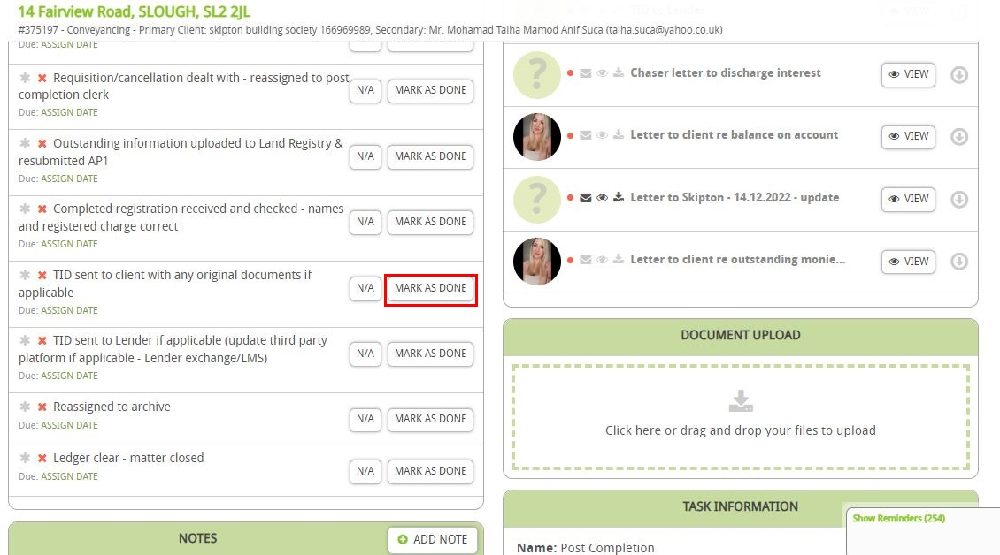 14 Fairview Road, SLOUGH, SL2 2JL
#375197 - Conveyancing - Primary Client: skipton building society 166969989, Secondary: Mr. Mohamad Talha Mamod Anif Suca (talha.suca@yahoo.co.uk)
Due: ASSIGN DATE
N/A MARK AS DONE
Requisition/cancellation dealt with - reassigned to post
completion clerk
Due: ASSIGN DATE
N/A MARK AS DONE
Outstanding information uploaded to Land Registry &
resubmitted AP1
Due: ASSIGN DATE
N/A MARK AS DONE
Completed registration received and checked - names
and registered charge correct
Due: ASSIGN DATE
N/A MARK AS DONE
TID sent to client with any original documents if
applicable
Due: ASSIGN DATE
N/A MARK AS DONE
TID sent to Lender if applicable (update third party
platform if applicable - Lender exchange/LMS)
Due: ASSIGN DATE
N/A MARK AS DONE
Reassigned to archive
Due: ASSIGN DATE
N/A MARK AS DONE
Ledger clear - matter closed
Due: ASSIGN DATE
N/A MARK AS DONE
NOTES
ADD NOTE
TID to Lender
VIEW
? Chaser letter to discharge interest VIEW
Letter to client re balance on account VIEW
? Letter to Skipton - 14.12.2022 - update VIEW
Letter to client re outstanding monie... VIEW
DOCUMENT UPLOAD
Click here or drag and drop your files to upload
TASK INFORMATION
Name: Post Completion
Show Reminders (254)